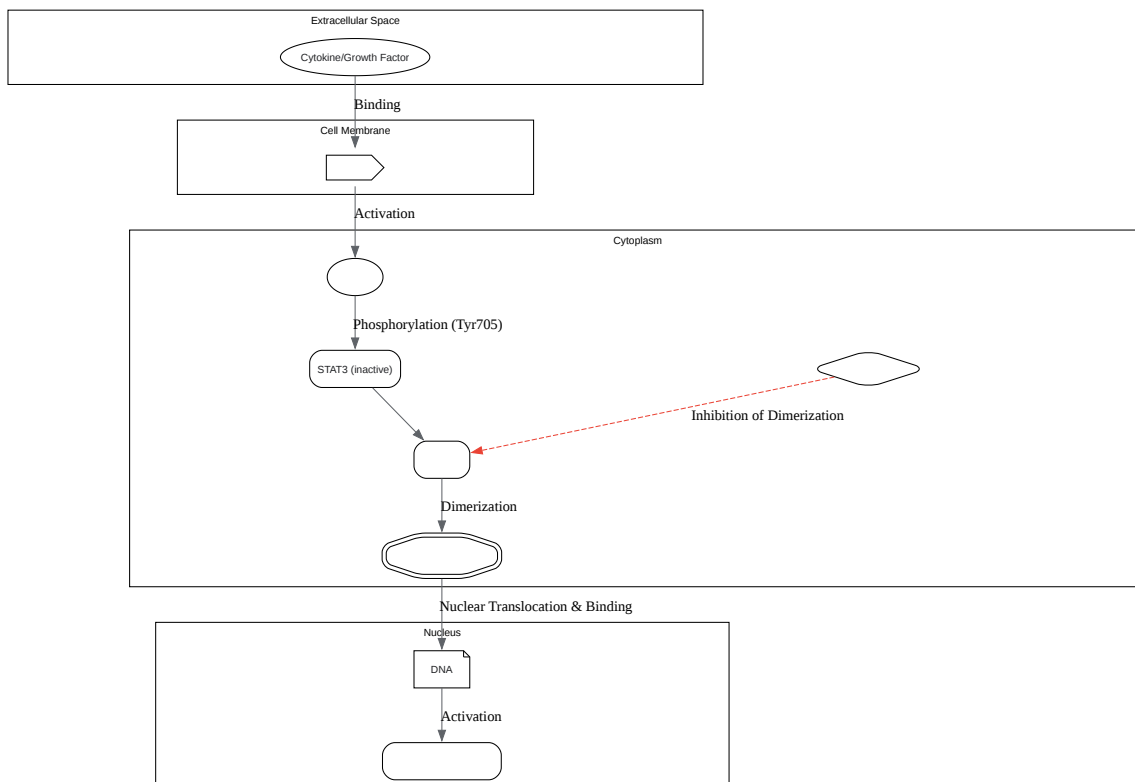 Extracellular Space
Cytokine/Growth Factor
Binding
Cell Membrane
Activation
Cytoplasm
Phosphorylation (Tyr705)
STAT3 (inactive)
Inhibition of Dimerization
Dimerization
Nuclear Translocation & Binding
Nucleus
DNA
Activation